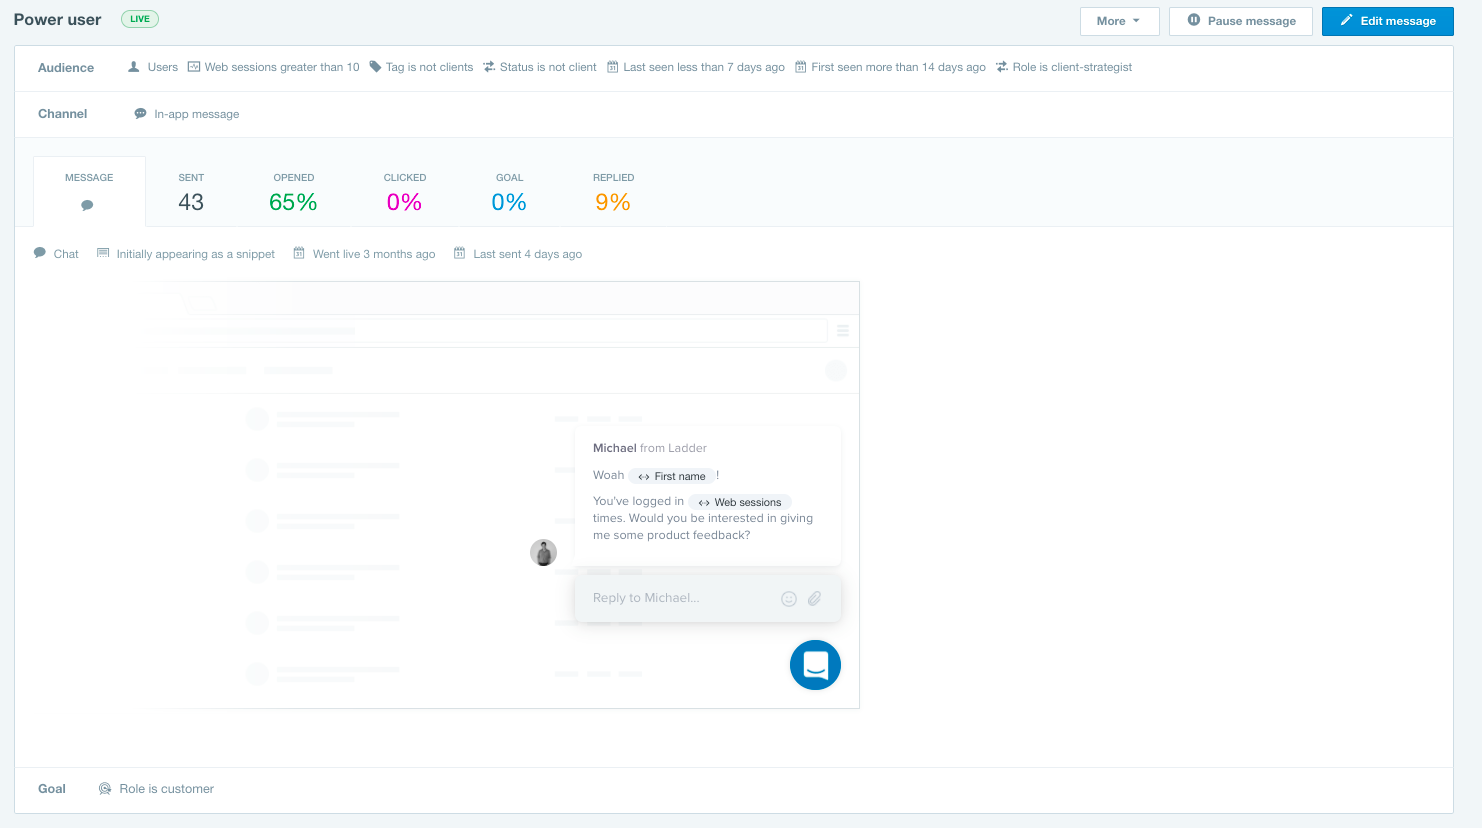 Power user LIVE More Pause message Edit message
Audience Users Web sessions greater than 10 Tag is not clients Status is not client Last seen less than 7 days ago First seen more than 14 days ago Role is client-strategist
Channel In-app message
MESSAGE SENT OPENED CLICKED GOAL REPLIED
43 65% 0% 0% 9%
Chat Initially appearing as a snippet Went live 3 months ago Last sent 4 days ago
Michael from Ladder
Woah First name !
You've logged in Web sessions
times. Would you be interested in giving
me some product feedback?
Reply to Michael...
Goal Role is customer